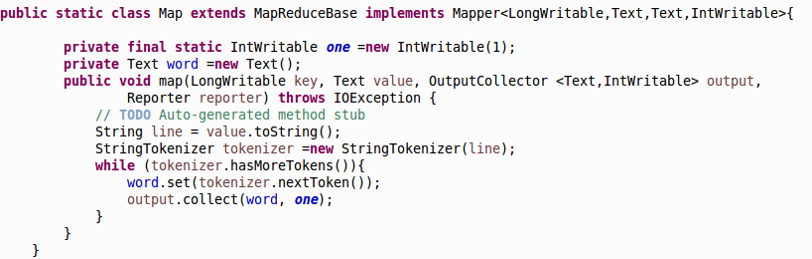 public static class Map extends MapReduceBase implements Mapper<LongWritable,Text,Text,IntWritable>{
private final static IntWritable one =new IntWritable(1);
private Text word =new Text();
public void map(LongWritable key, Text value, OutputCollector <Text,IntWritable> output,
Reporter reporter) throws IOException {
// TODO Auto-generated method stub
String line = value.toString();
StringTokenizer tokenizer =new StringTokenizer(line);
while (tokenizer.hasMoreTokens()){
word.set(tokenizer.nextToken());
output.collect(word, one);
}
}
}